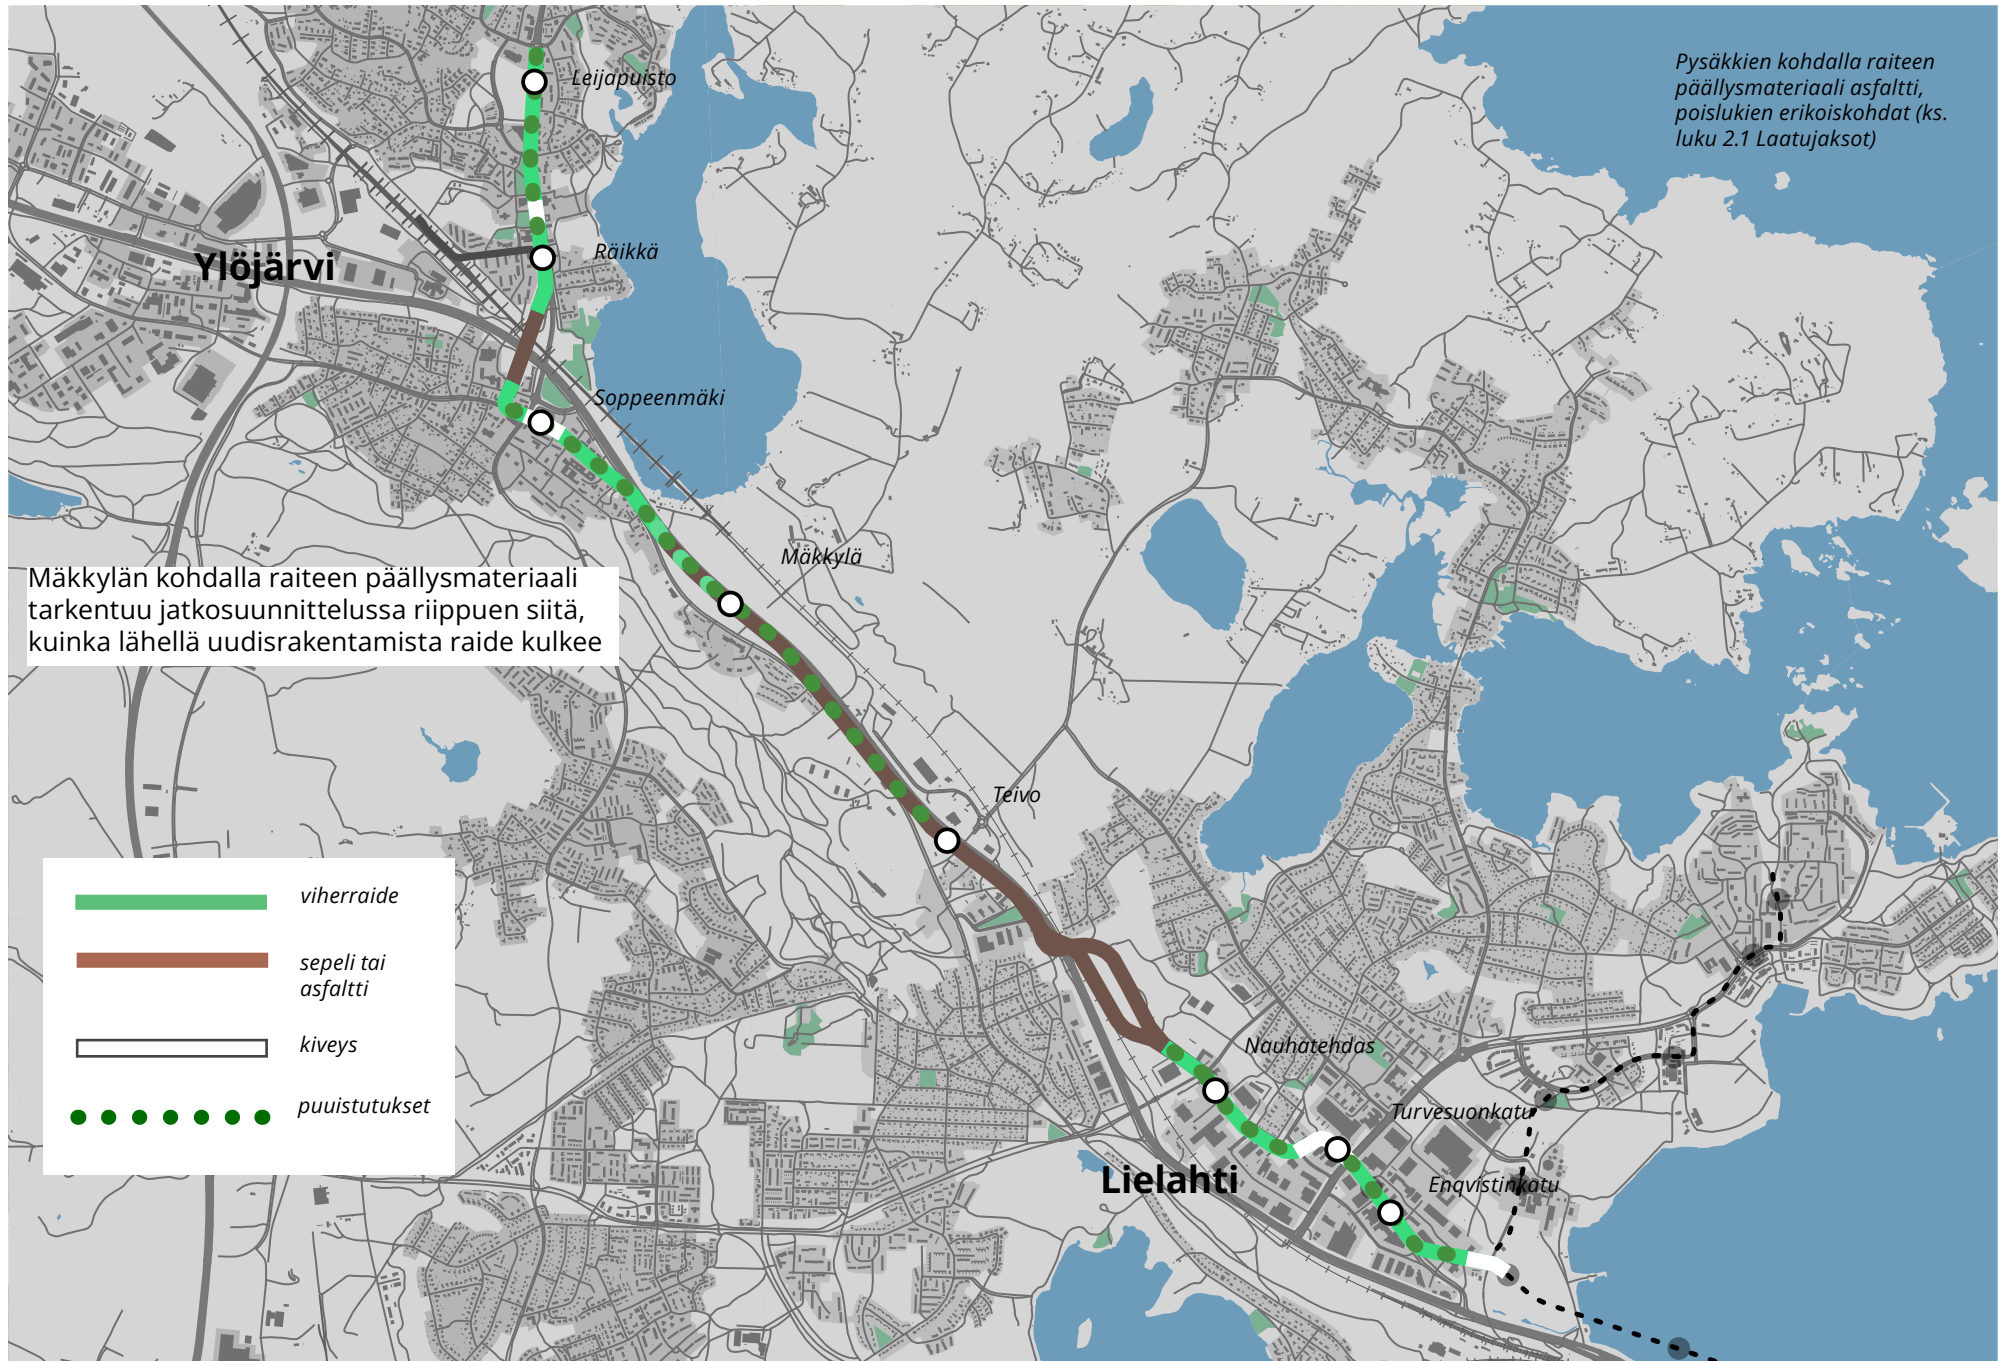 Pysäkkien kohdalla raiteen
päällysmateriaali asfaltti,
poislukien erikoiskohdat (ks.
luku 2.1 Laatujaksot)
Leijapuisto
Räikkä
Ylöjärvi
Soppeenmäki
Mäkkylä
Mäkkylän kohdalla raiteen päällysmateriaali
tarkentuu jatkosuunnittelussa riippuen siitä,
kuinka lähellä uudisrakentamista raide kulkee
Teivo
viherraide
sepeli tai
asfaltti
kiveys
puuistutukset
Nauhatehdas
Turvesuonkatu
Lielahti
Enqvistinkatu